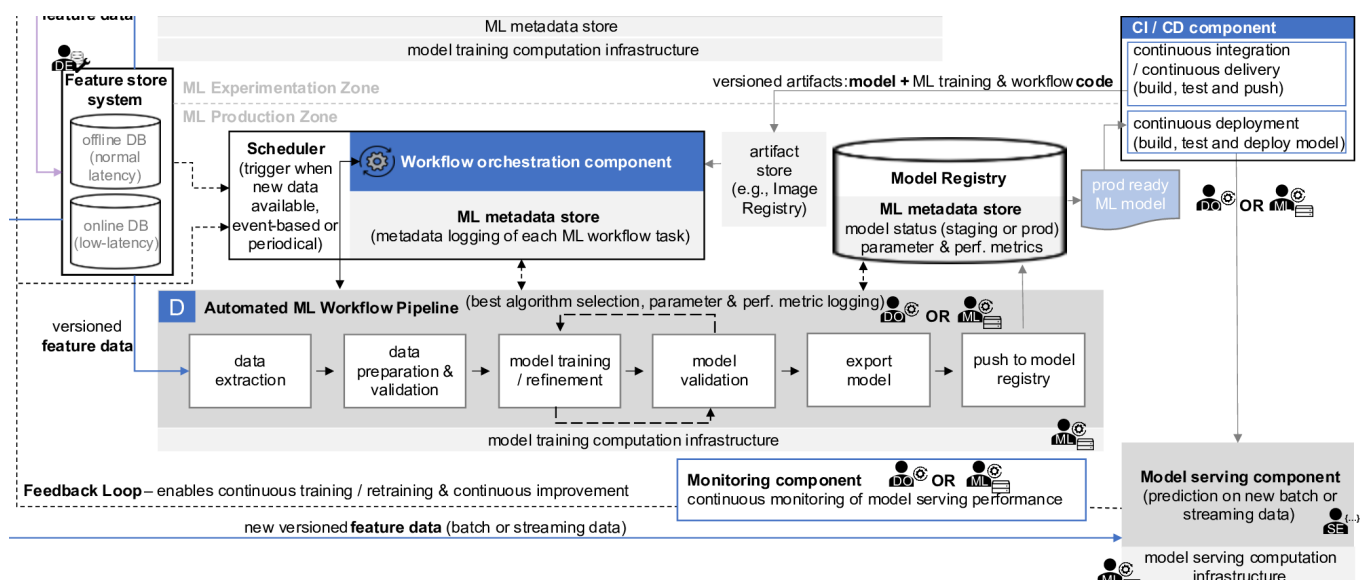 feature data
ML metadata store
model training computation infrastructure
CI / CD component
continuous integration
/ continuous delivery
(build, test and push)
continuous deployment
(build, test and deploy model)
DE
Feature store
system
offline DB
(normal
latency)
online DB
(low-latency)
ML Experimentation Zone
ML Production Zone
versioned artifacts: model + ML training & workflow code
Scheduler
(trigger when
new data
available,
event-based or
periodical)
Workflow orchestration component
ML metadata store
(metadata logging of each ML workflow task)
artifact
store
(e.g., Image
Registry)
Model Registry
ML metadata store
model status (staging or prod)
parameter & perf. metrics
prod ready
ML model
DO OR ML
versioned
feature data
D
Automated ML Workflow Pipeline (best algorithm selection, parameter & perf. metric logging)
DO OR ML
data
extraction
data
preparation &
validation
model training
/ refinement
model
validation
export
model
push to model
registry
model training computation infrastructure
ML
Feedback Loop – enables continuous training / retraining & continuous improvement
Monitoring component
DO OR ML
continuous monitoring of model serving performance
Model serving component
(prediction on new batch or
streaming data)
SE {...}
new versioned feature data (batch or streaming data)
model serving computation
infrastructure
ML